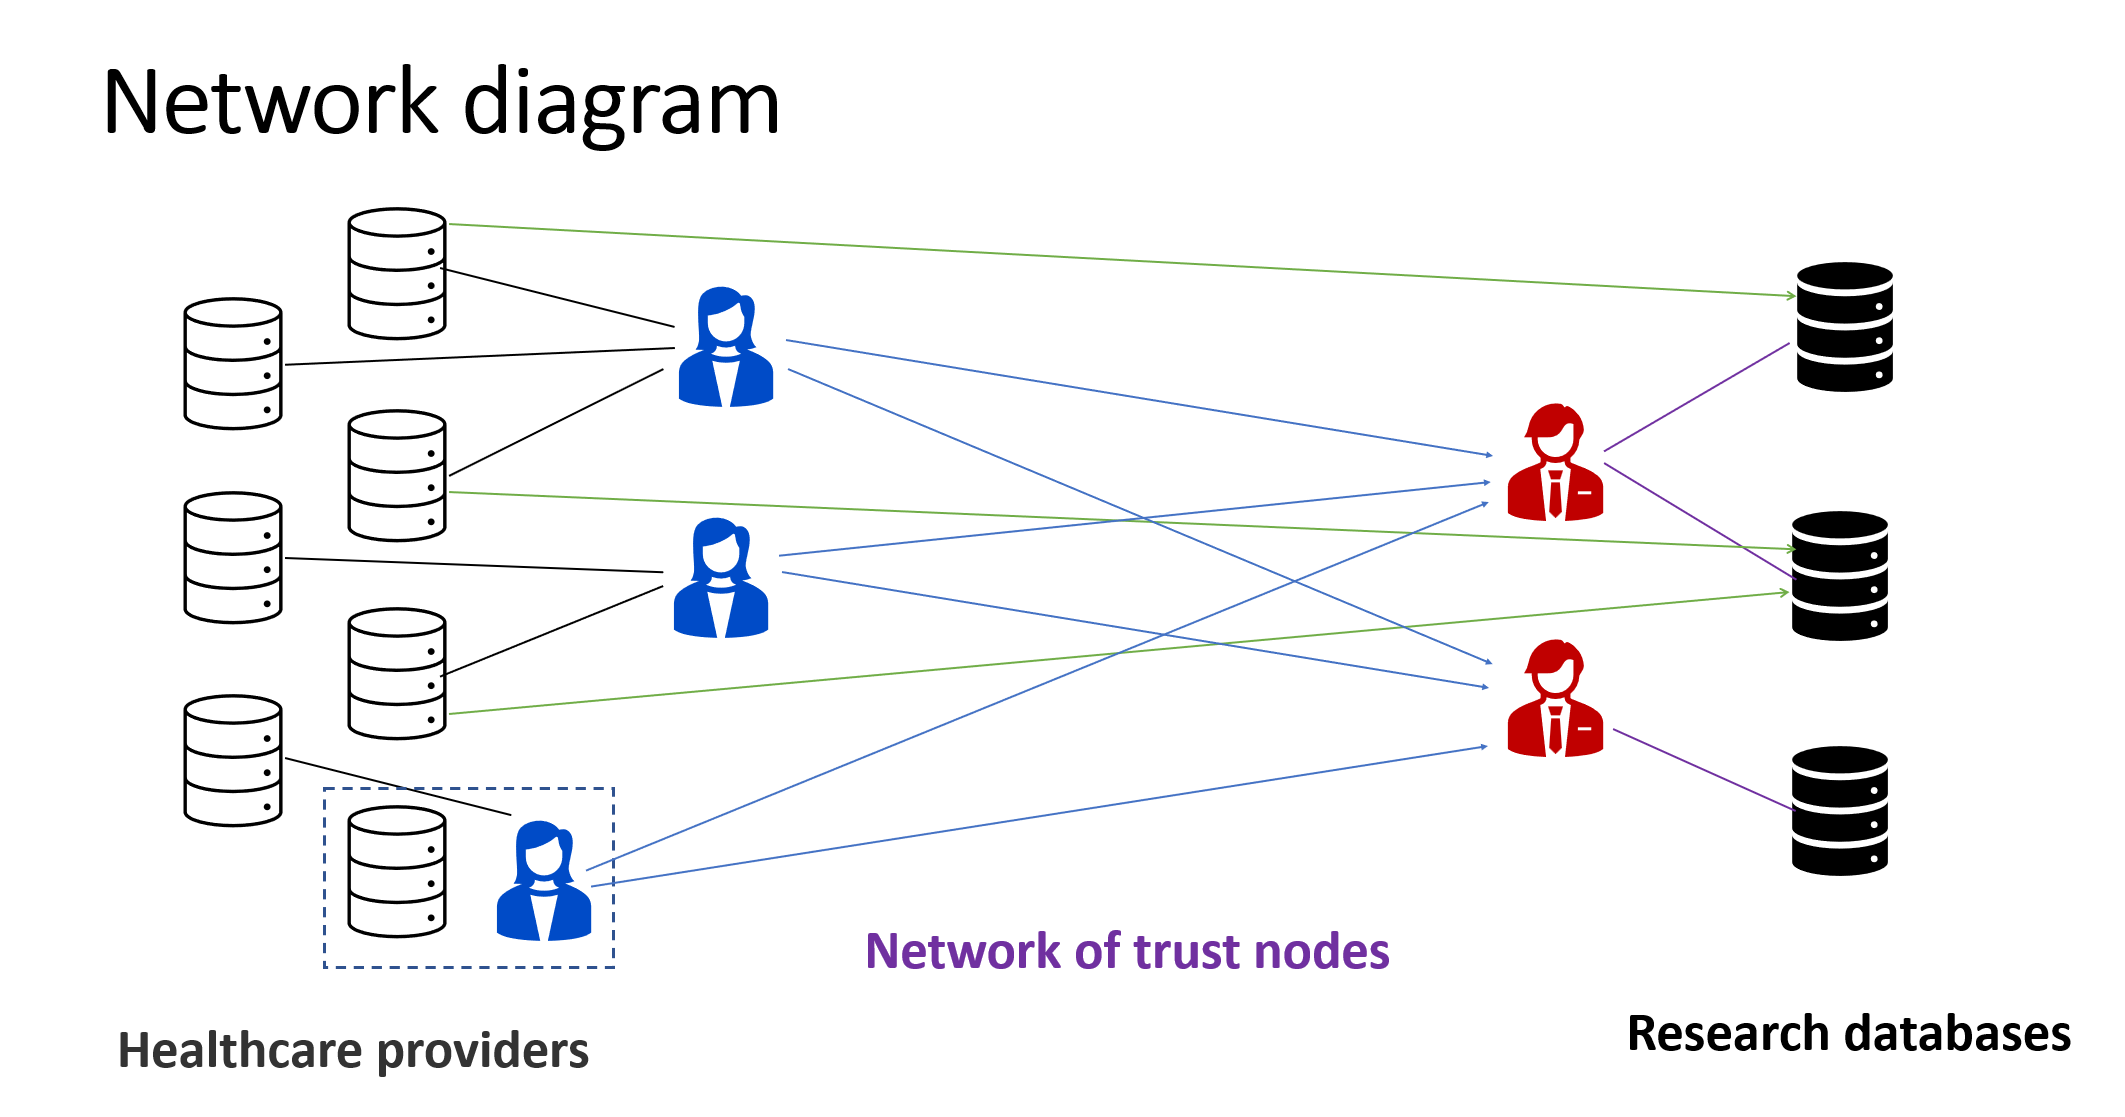 Network diagram
Network of trust nodes
Healthcare providers
Research databases